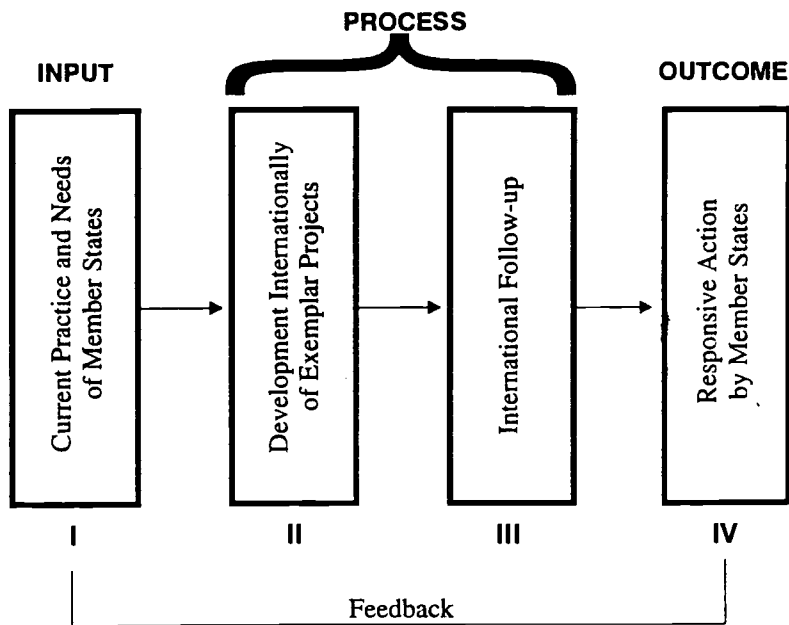 PROCESS
INPUT
OUTCOME
Current Practice and Needs
of Member States
Development Internationally
of Exemplar Projects
International Follow-up
Responsive Action
by Member States
I
II
III
IV
Feedback